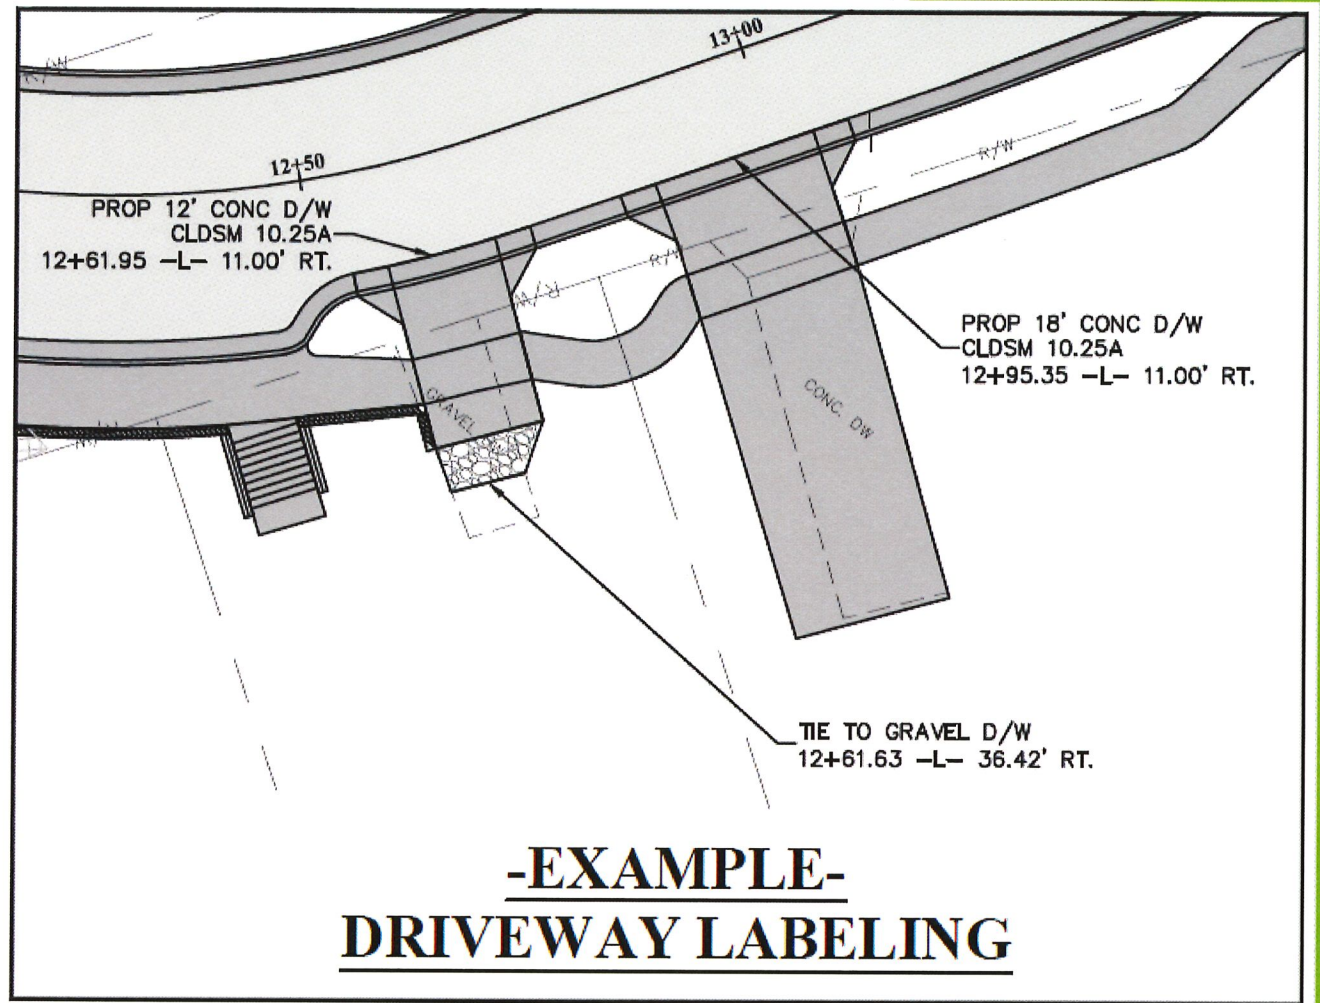 13+00
R/W
12+50
R/W
PROP 12' CONC D/W
CLDSM 10.25A
12+61.95 -L- 11.00' RT.
R/W
R/W
PROP 18' CONC D/W
CLDSM 10.25A
12+95.35 -L- 11.00' RT.
GRAVEL
CONC. DW
R/W
TIE TO GRAVEL D/W
12+61.63 -L- 36.42' RT.
-EXAMPLE-
DRIVEWAY LABELING